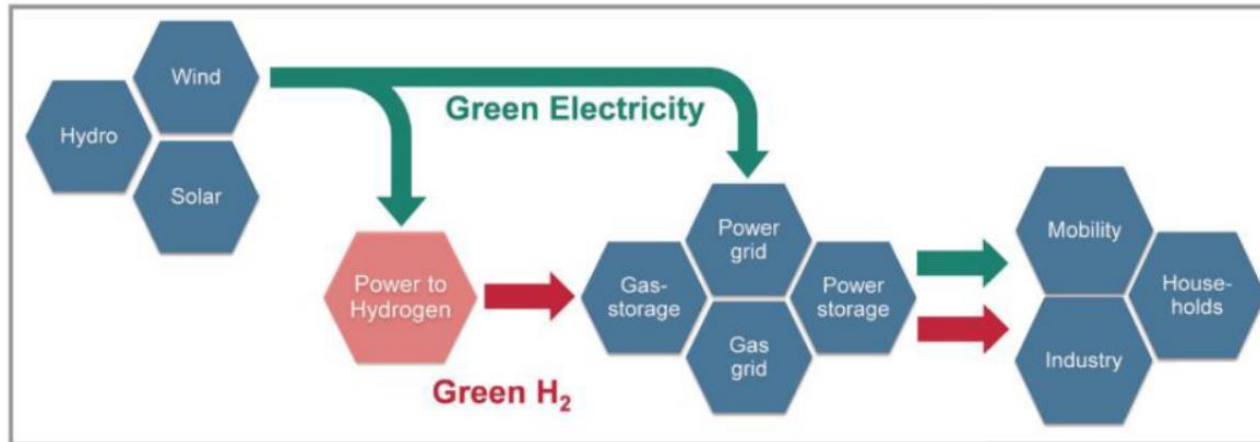 Wind
Hydro
Solar
Green Electricity
Power to
Hydrogen
Green H₂
Gas-
storage
Power
grid
Gas
grid
Power
storage
Mobility
House-
holds
Industry